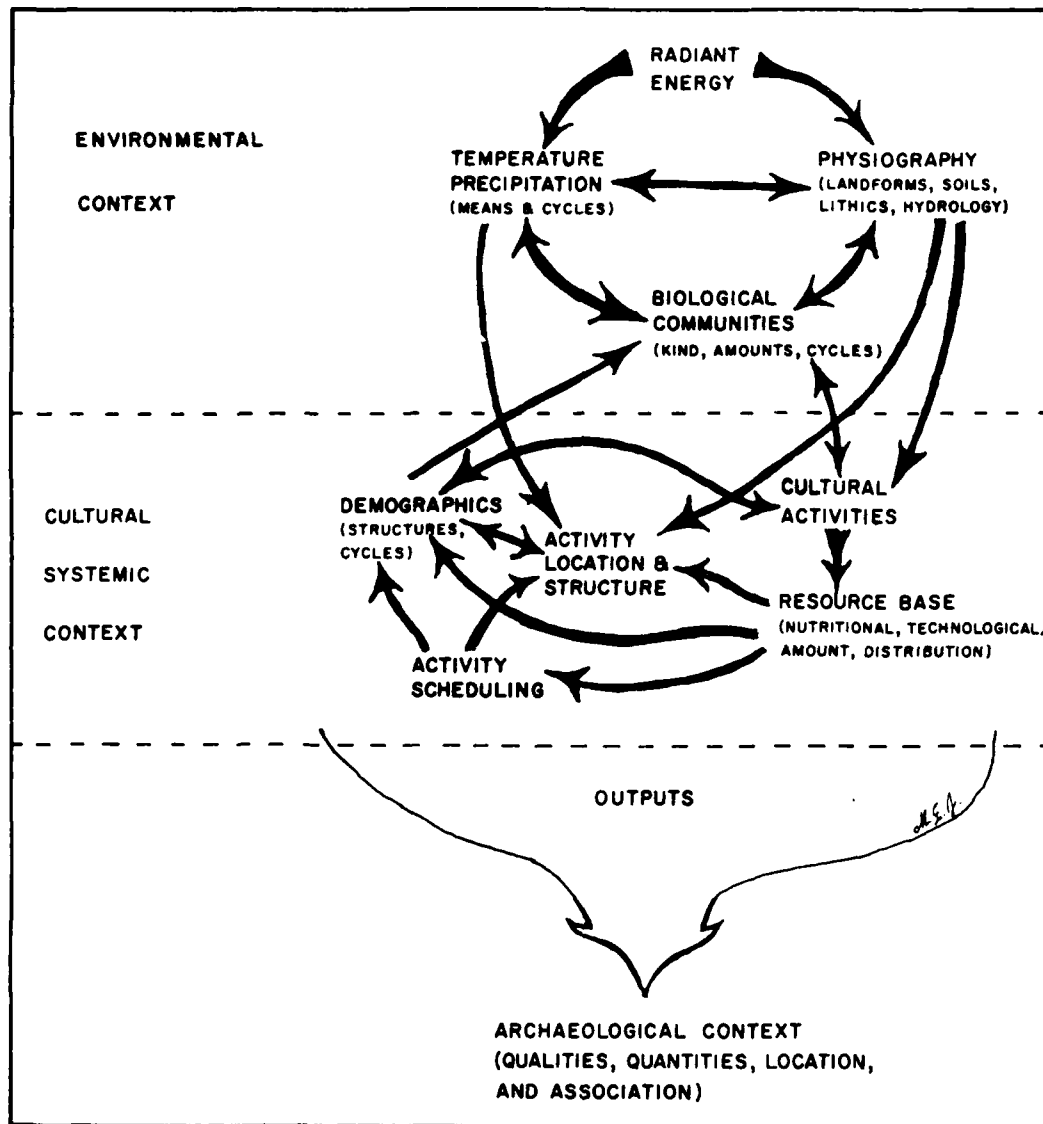 RADIANT
ENERGY
ENVIRONMENTAL
CONTEXT
TEMPERATURE
PRECIPITATION
(MEANS & CYCLES)
PHYSIOGRAPHY
(LANDFORMS, SOILS,
LITHICS, HYDROLOGY)
BIOLOGICAL
COMMUNITIES
(KIND, AMOUNTS, CYCLES)
CULTURAL
SYSTEMIC
CONTEXT
DEMOGRAPHICS
(STRUCTURES,
CYCLES)
ACTIVITY
LOCATION &
STRUCTURE
CULTURAL
ACTIVITIES
RESOURCE BASE
(NUTRITIONAL, TECHNOLOGICAL,
AMOUNT, DISTRIBUTION)
ACTIVITY
SCHEDULING
OUTPUTS
ARCHAEOLOGICAL CONTEXT
(QUALITIES, QUANTITIES, LOCATION,
AND ASSOCIATION)